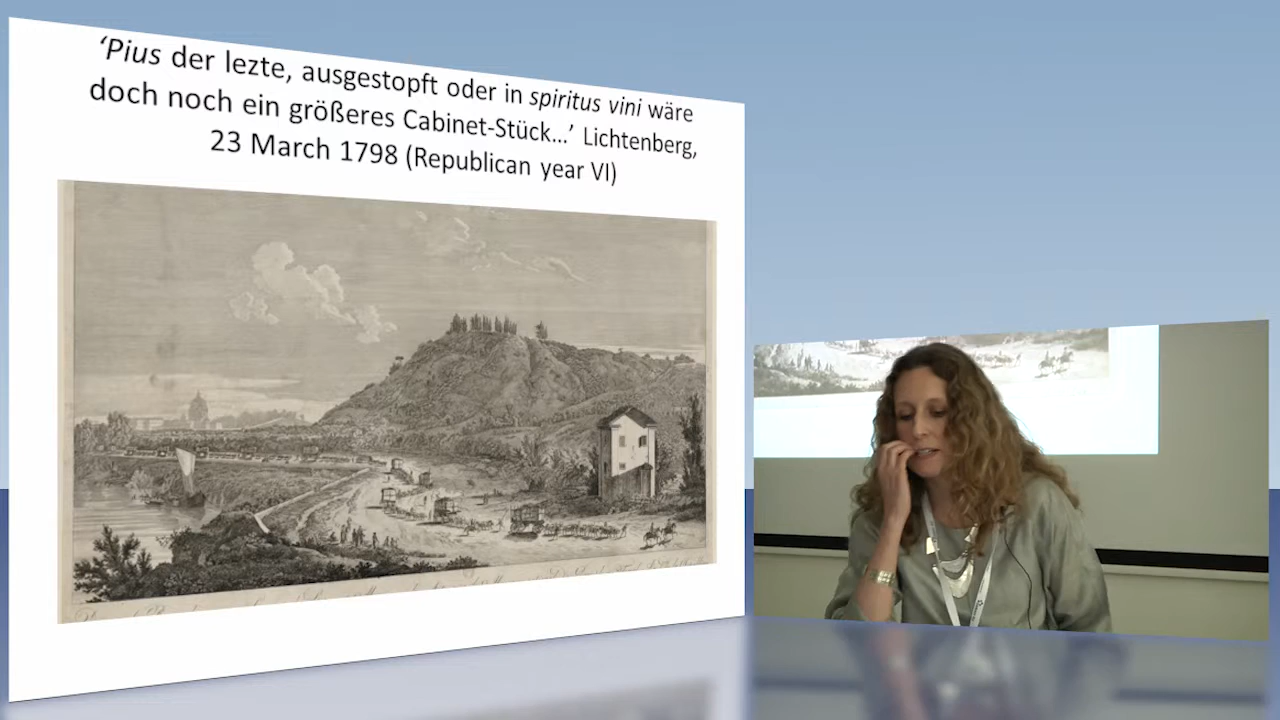 ‘Pius der lezte, ausgestopft oder in spiritus vini wäre
doch noch ein größeres Cabinet-Stück...’ Lichtenberg,
23 March 1798 (Republican year VI)